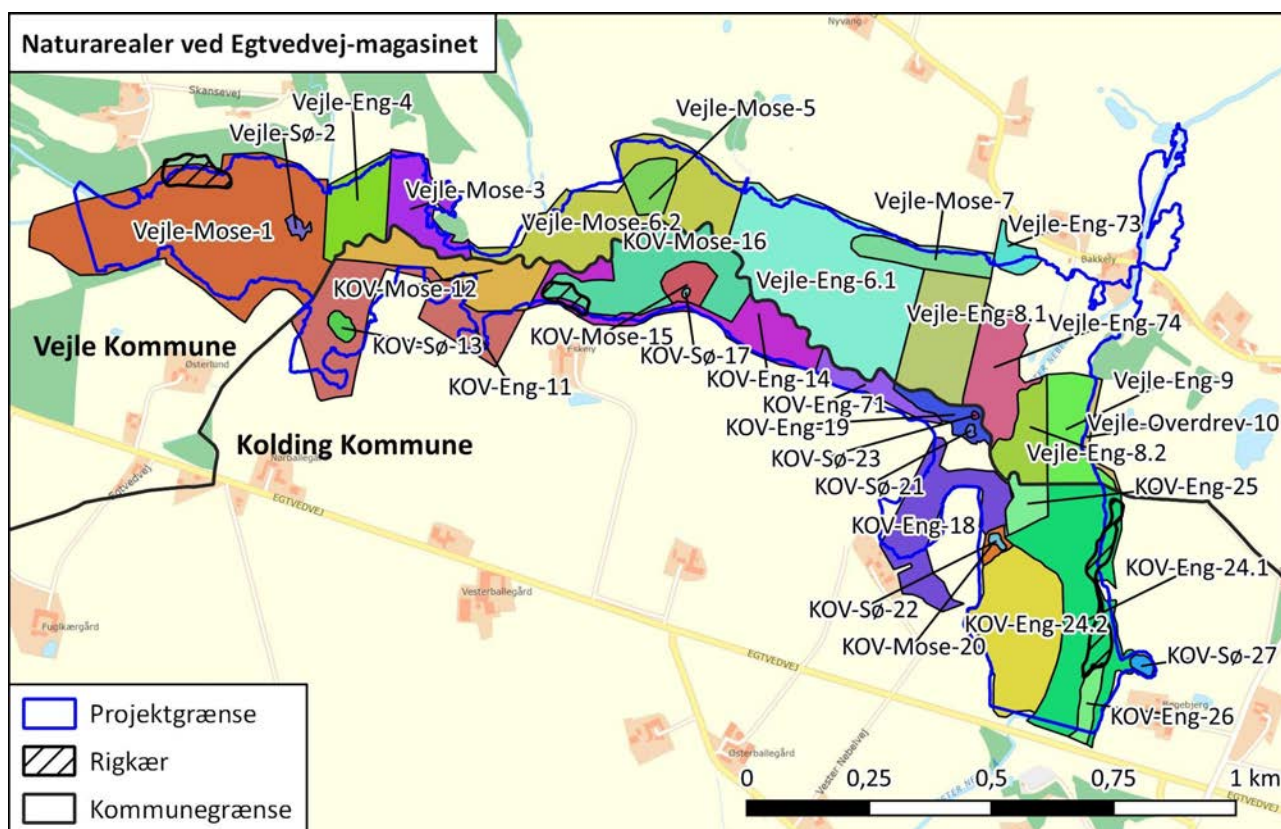 Naturarealer ved Egtvedvej-magasinet
Nyvang
Skansevej
Vejle-Eng-4
Vejle-Sø-2
Vejle-Mose-5
Vejle-Mose-3
Vejle-Mose-7
Vejle-Eng-73
Vejle-Mose-1
Vejle-Mose-6.2
KOV-Mose-16
Bakkely
Vejle-Eng-6.1
KOV-Mose-12
Vejle-Eng-8.1
Vejle-Eng-74
Vejle Kommune
Østerlund
KOV-Sø-13
KOV-Mose-15
KOV-Sø-17
KOV-Eng-11
KOV-Eng-14
Vejle-Eng-9
KOV-Eng-71
Vejle-Overdrev-10
KOV-Eng-19
Kolding Kommune
Vejle-Eng-8.2
KOV-Sø-23
Nørballegård
Egtvedvej
KOV-Sø-21
KOV-Eng-25
EGTVEDVEJ
KOV-Eng-18
KOV-Eng-24.1
Vesterballegård
KOV-Sø-22
KOV-Eng-24.2
Fuglkærgård
KOV-Mose-20
EGTVEDVEJ
KOV-Sø-27
KOV-Eng-26
Projektgrænse
Rigkær
Kommunegrænse
Østerballegård
Vester Nebelvej
0 0,25 0,5 0,75 1 km
EGTVEDVEJ